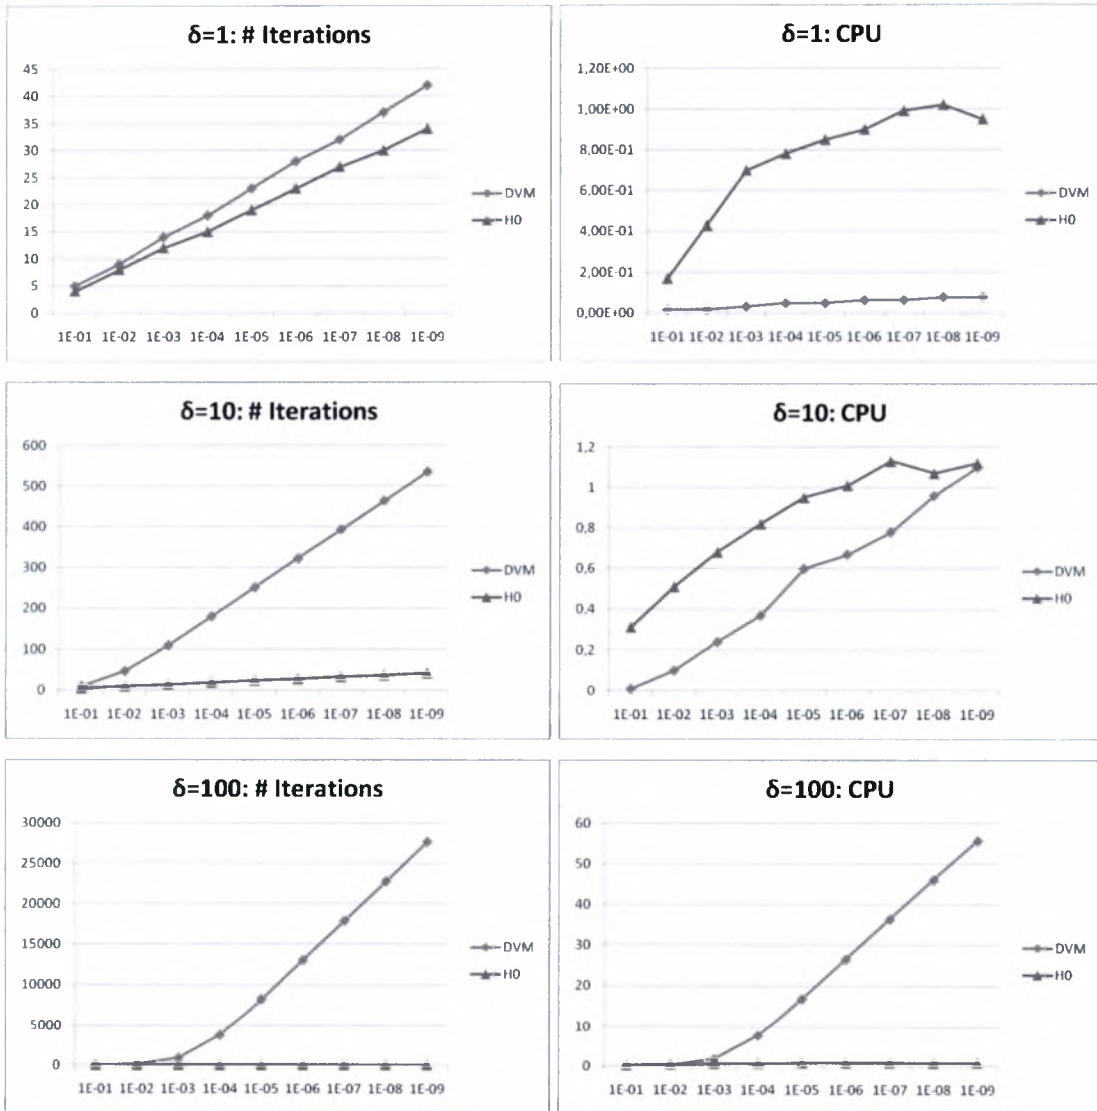 δ=1: # Iterations
45
40
35
30
25
20
15
10
5
0
1E-01 1E-02 1E-03 1E-04 1E-05 1E-06 1E-07 1E-08 1E-09
DVM
H0
δ=1: CPU
1,20E+00
1,00E+00
8,00E-01
6,00E-01
4,00E-01
2,00E-01
0,00E+00
1E-01 1E-02 1E-03 1E-04 1E-05 1E-06 1E-07 1E-08 1E-09
DVM
H0
δ=10: # Iterations
600
500
400
300
200
100
0
1E-01 1E-02 1E-03 1E-04 1E-05 1E-06 1E-07 1E-08 1E-09
DVM
H0
δ=10: CPU
1,2
1
0,8
0,6
0,4
0,2
0
1E-01 1E-02 1E-03 1E-04 1E-05 1E-06 1E-07 1E-08 1E-09
DVM
H0
δ=100: # Iterations
30000
25000
20000
15000
10000
5000
0
1E-01 1E-02 1E-03 1E-04 1E-05 1E-06 1E-07 1E-08 1E-09
DVM
H0
δ=100: CPU
60
50
40
30
20
10
0
1E-01 1E-02 1E-03 1E-04 1E-05 1E-06 1E-07 1E-08 1E-09
DVM
H0